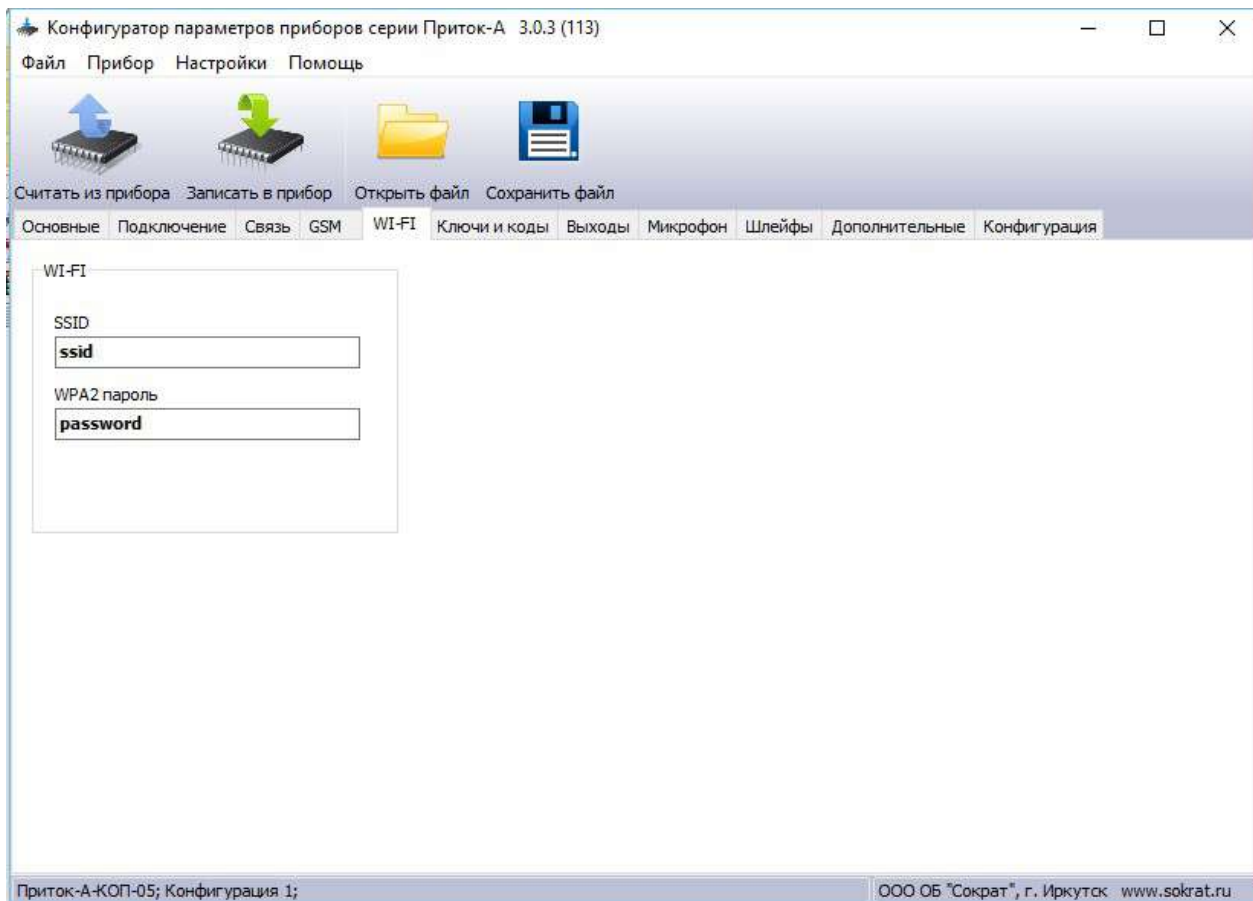 Конфигуратор параметров приборов серии Приток-А 3.0.3 (113)
Файл Прибор Настройки Помощь
Считать из прибора Записать в прибор Открыть файл Сохранить файл
Основные Подключение Связь GSM WI-FI Ключи и коды Выходы Микрофон Шлейфы Дополнительные Конфигурация
WI-FI
SSID
ssid
WPA2 пароль
password
Приток-А-КОП-05; Конфигурация 1; ООО ОБ "Сократ", г. Иркутск www.sokrat.ru